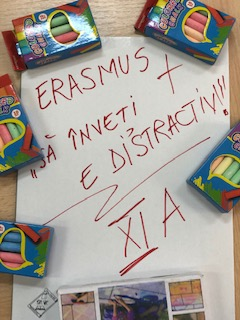 ERASMUS +
„SĂ ÎNVEȚI
E DISTRACTIV!"
XI A